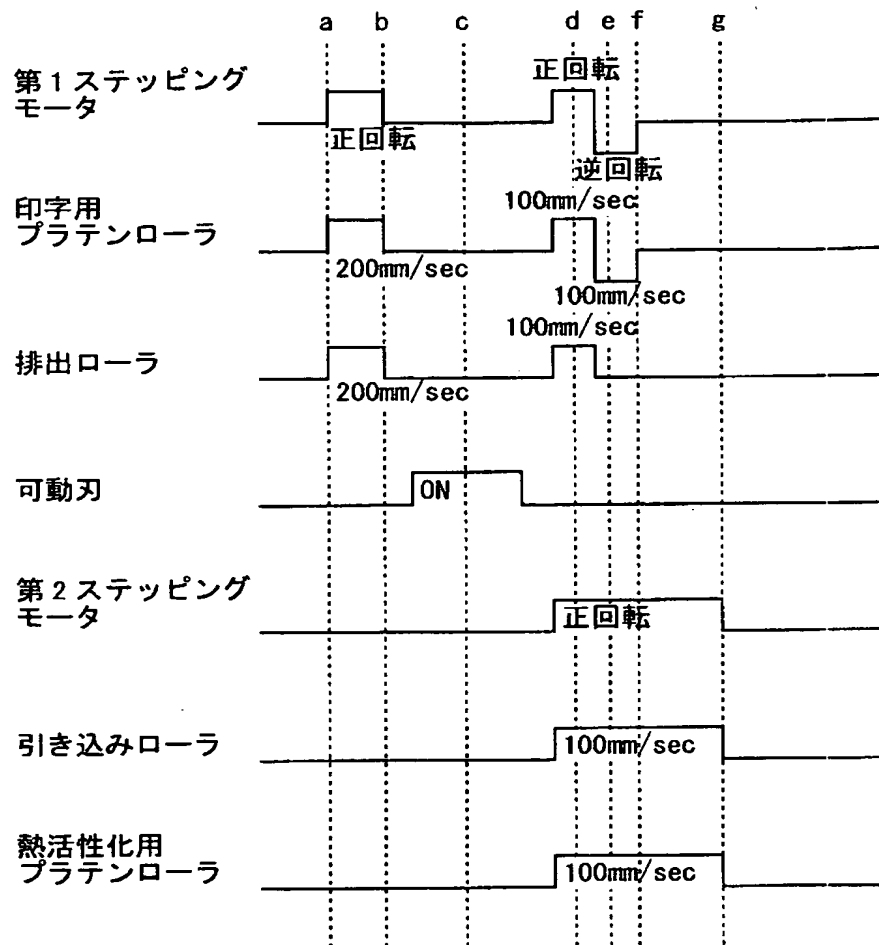 a b c d e f g
正回転
第1ステッピング
モータ
正回転
逆回転
100mm/sec
印字用
プラテンローラ
200mm/sec
100mm/sec
100mm/sec
排出ローラ
200mm/sec
可動刃
ON
第2ステッピング
モータ
正回転
引き込みローラ
100mm/sec
熱活性化用
プラテンローラ
100mm/sec